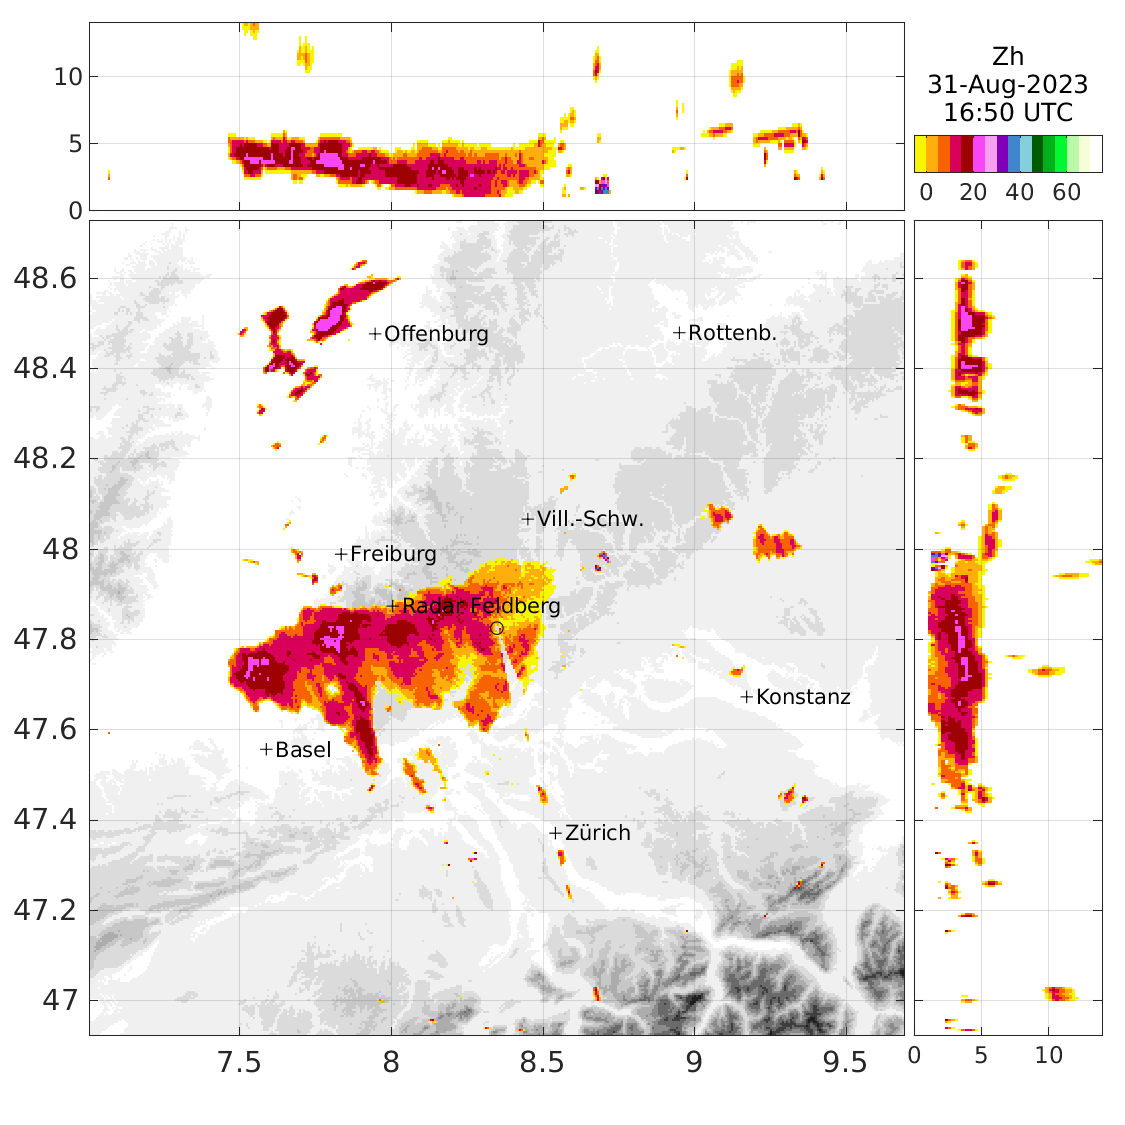 10
5
0
Zh
31-Aug-2023
16:50 UTC
0 20 40 60
48.6
48.4
48.2
48
47.8
47.6
47.4
47.2
47
Offenburg
Rottenb.
Vill.-Schw.
Freiburg
Radar Feldberg
Konstanz
Basel
Zürich
7.5 8 8.5 9 9.5
0 5 10